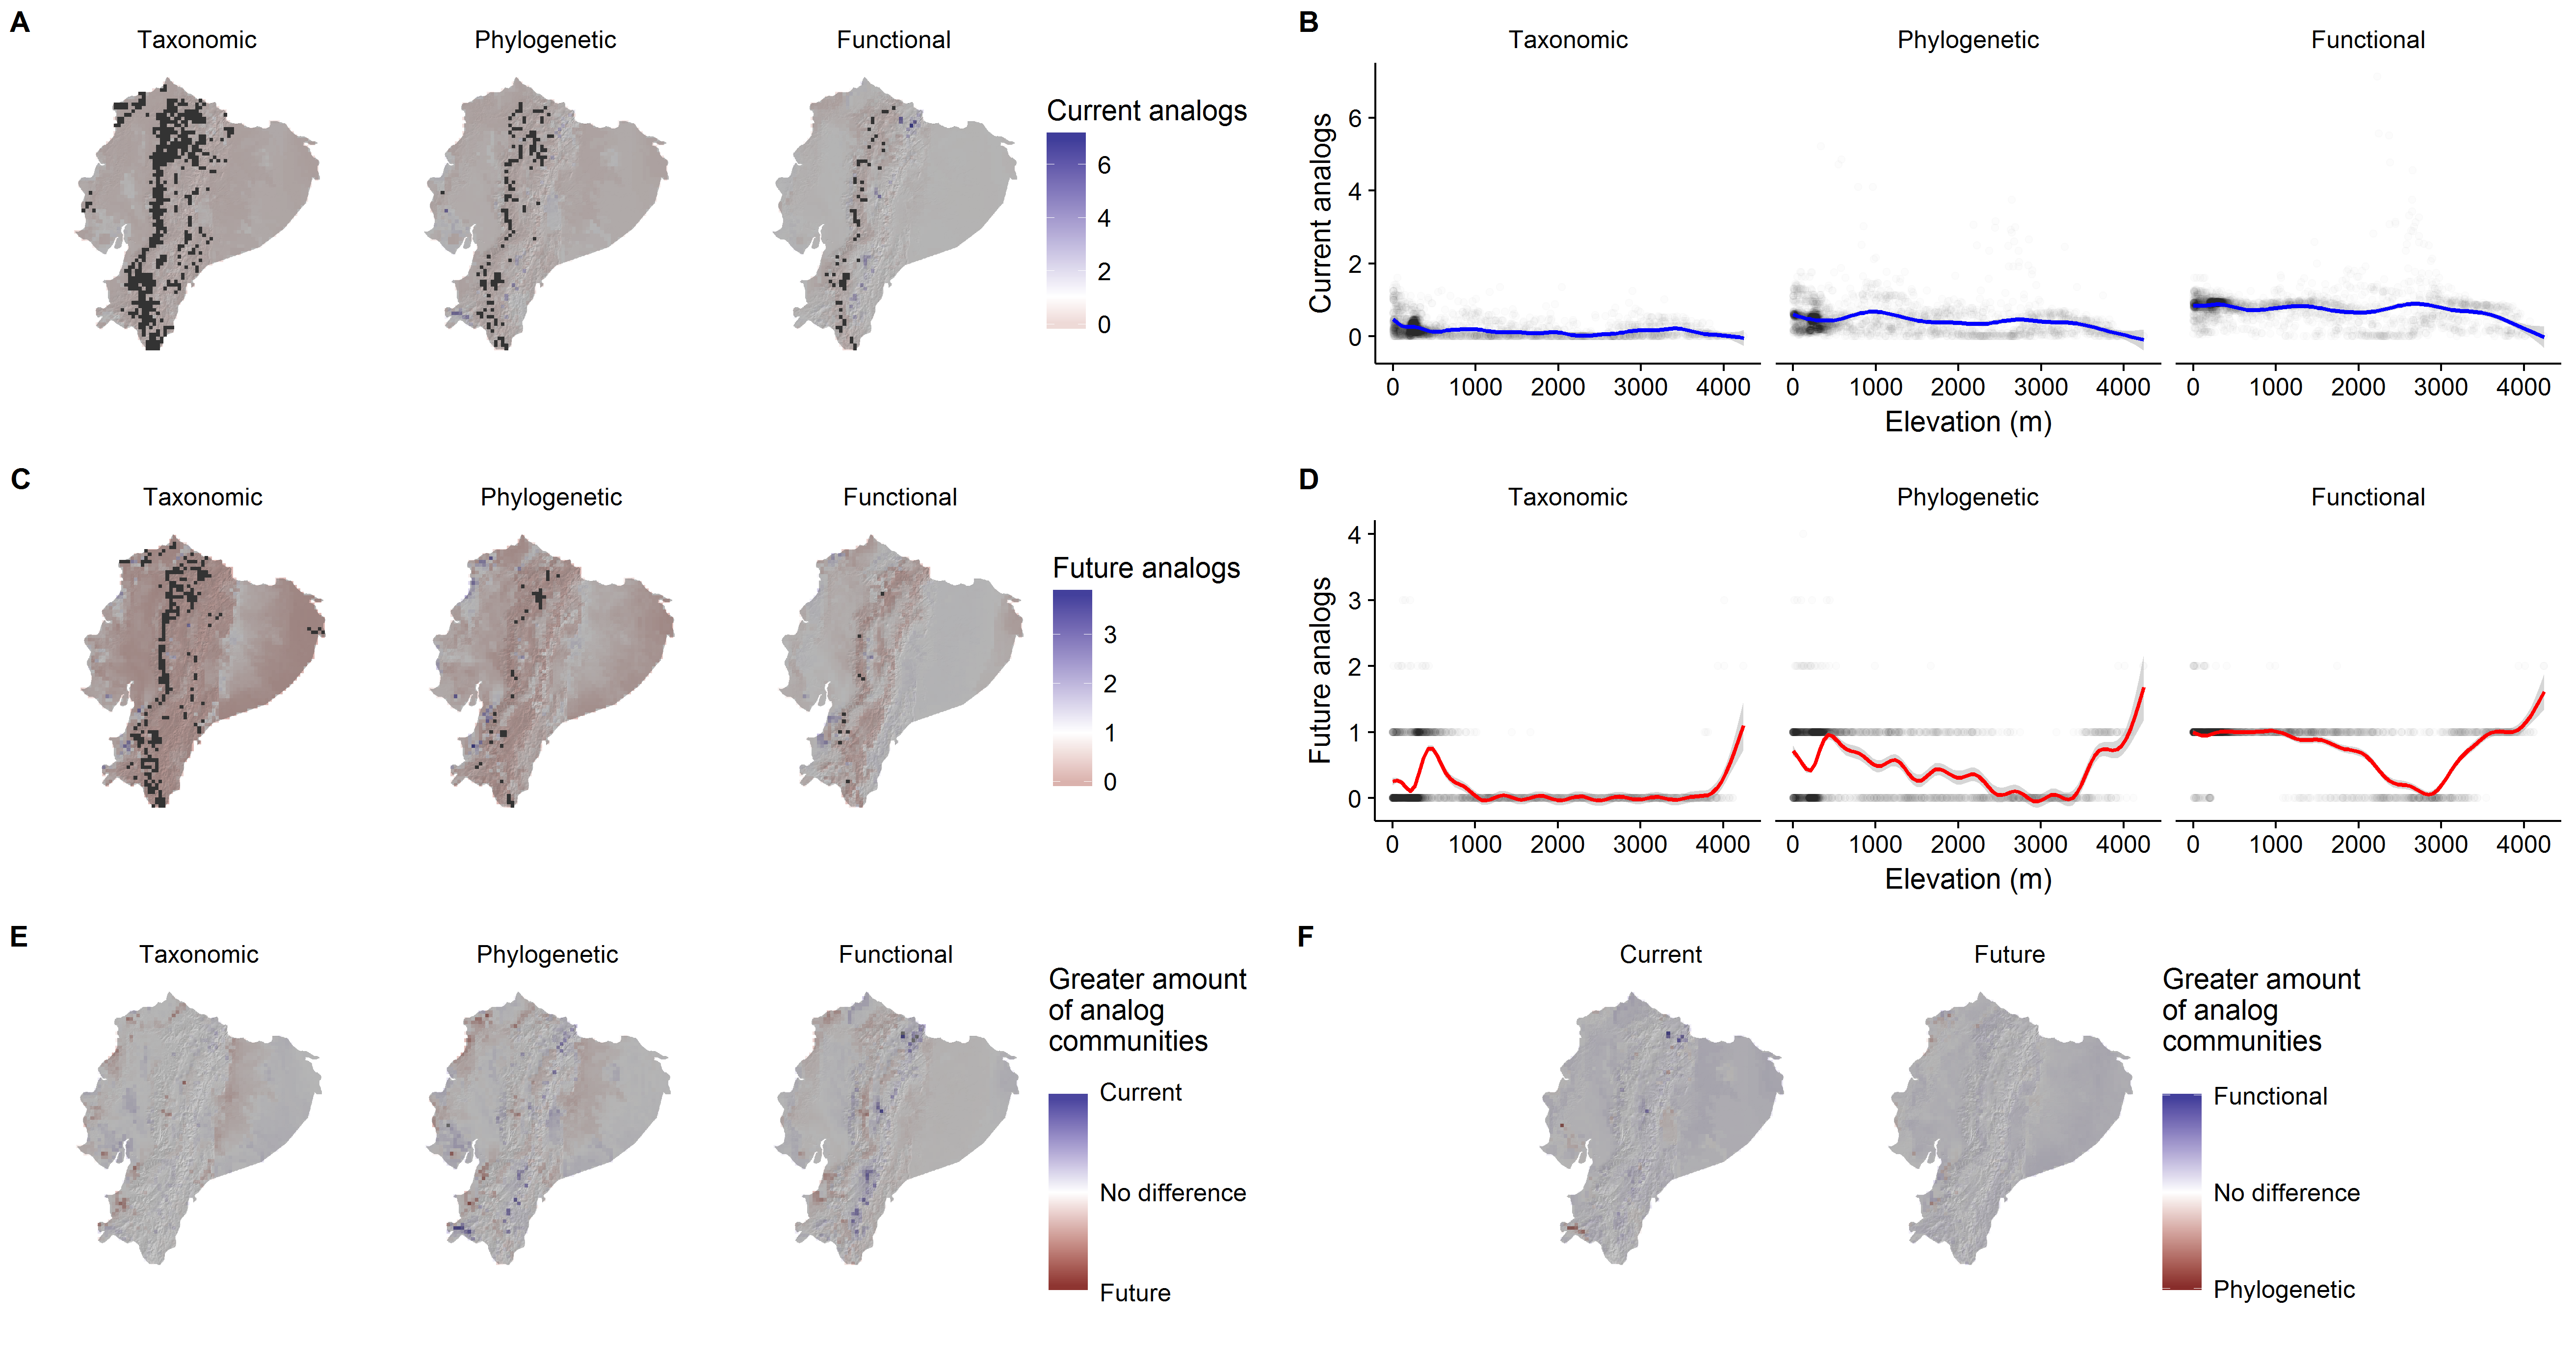 A
Taxonomic
Phylogenetic
Functional
Current analogs
6
4
2
0
B
Taxonomic
Phylogenetic
Functional
Current analogs
6
4
2
0
0 1000 2000 3000 4000
0 1000 2000 3000 4000
0 1000 2000 3000 4000
Elevation (m)
C
Taxonomic
Phylogenetic
Functional
Future analogs
3
2
1
0
D
Taxonomic
Phylogenetic
Functional
Future analogs
4
3
2
1
0
0 1000 2000 3000 4000
0 1000 2000 3000 4000
0 1000 2000 3000 4000
Elevation (m)
E
Taxonomic
Phylogenetic
Functional
Greater amount
of analog
communities
Current
No difference
Future
F
Current
Future
Greater amount
of analog
communities
Functional
No difference
Phylogenetic